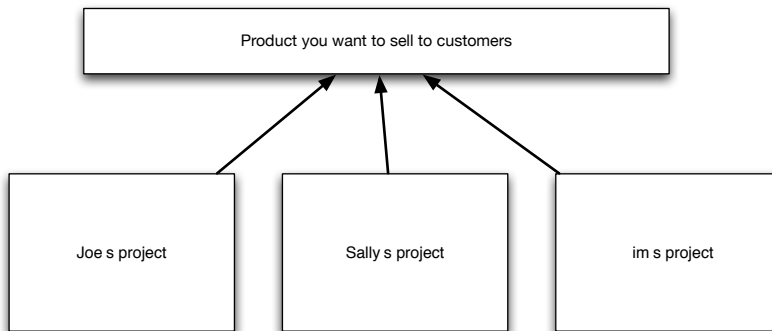 Product you want to sell to customers
Joe s project
Sally s project
im s project